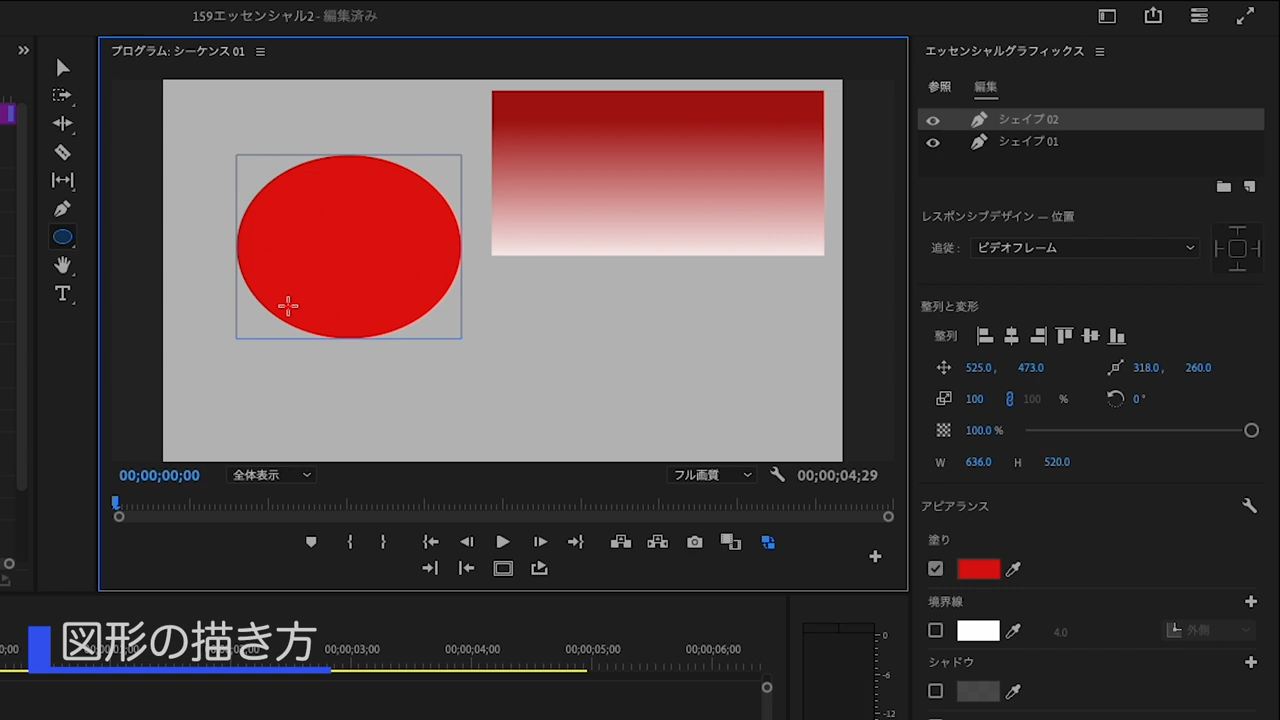 159エッセンシャル2 - 編集済み
プログラム: シーケンス 01
エッセンシャルグラフィックス
参照 編集
シェイプ 02
シェイプ 01
レスポンシブデザイン — 位置
追従 : ビデオフレーム
整列と変形
整列
525.0 , 473.0 318.0 , 260.0
100 100 % 0 °
100.0 %
W 636.0 H 520.0
00;00;00;00 全体表示 フル画質 00;00;04;29
アピアランス
塗り
境界線
4.0 外側
シャドウ
図形の描き方
00;00;03;00 00;00;04;00 00;00;05;00 00;00;06;00
0
-6
-12